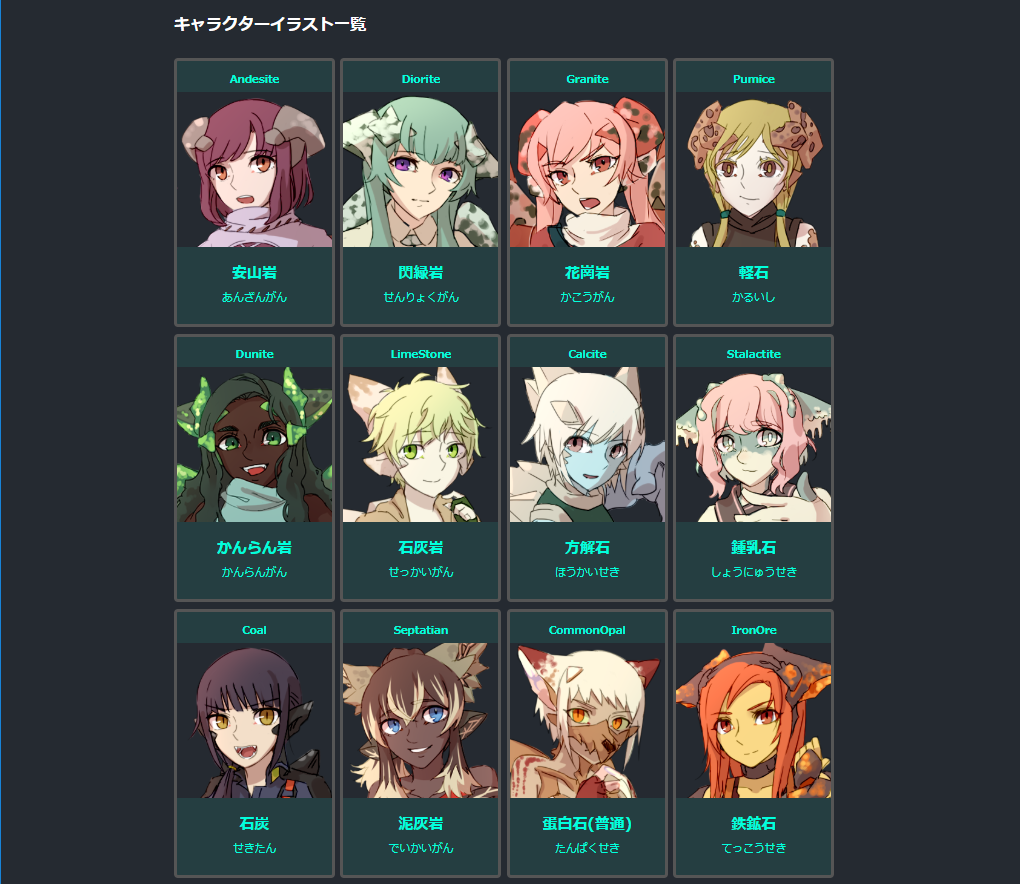 キャラクターイラスト一覧
Andesite
Diorite
Granite
Pumice
安山岩
閃緑岩
花崗岩
軽石
あんざんがん
せんりょくがん
かこうがん
かるいし
Dunite
LimeStone
Calcite
Stalactite
かんらん岩
石灰岩
方解石
鍾乳石
かんらんがん
せっかいがん
ほうかいせき
しょうにゅうせき
Coal
Septatian
CommonOpal
IronOre
石炭
泥灰岩
蛋白石(普通)
鉄鉱石
せきたん
でいかいがん
たんぱくせき
てっこうせき